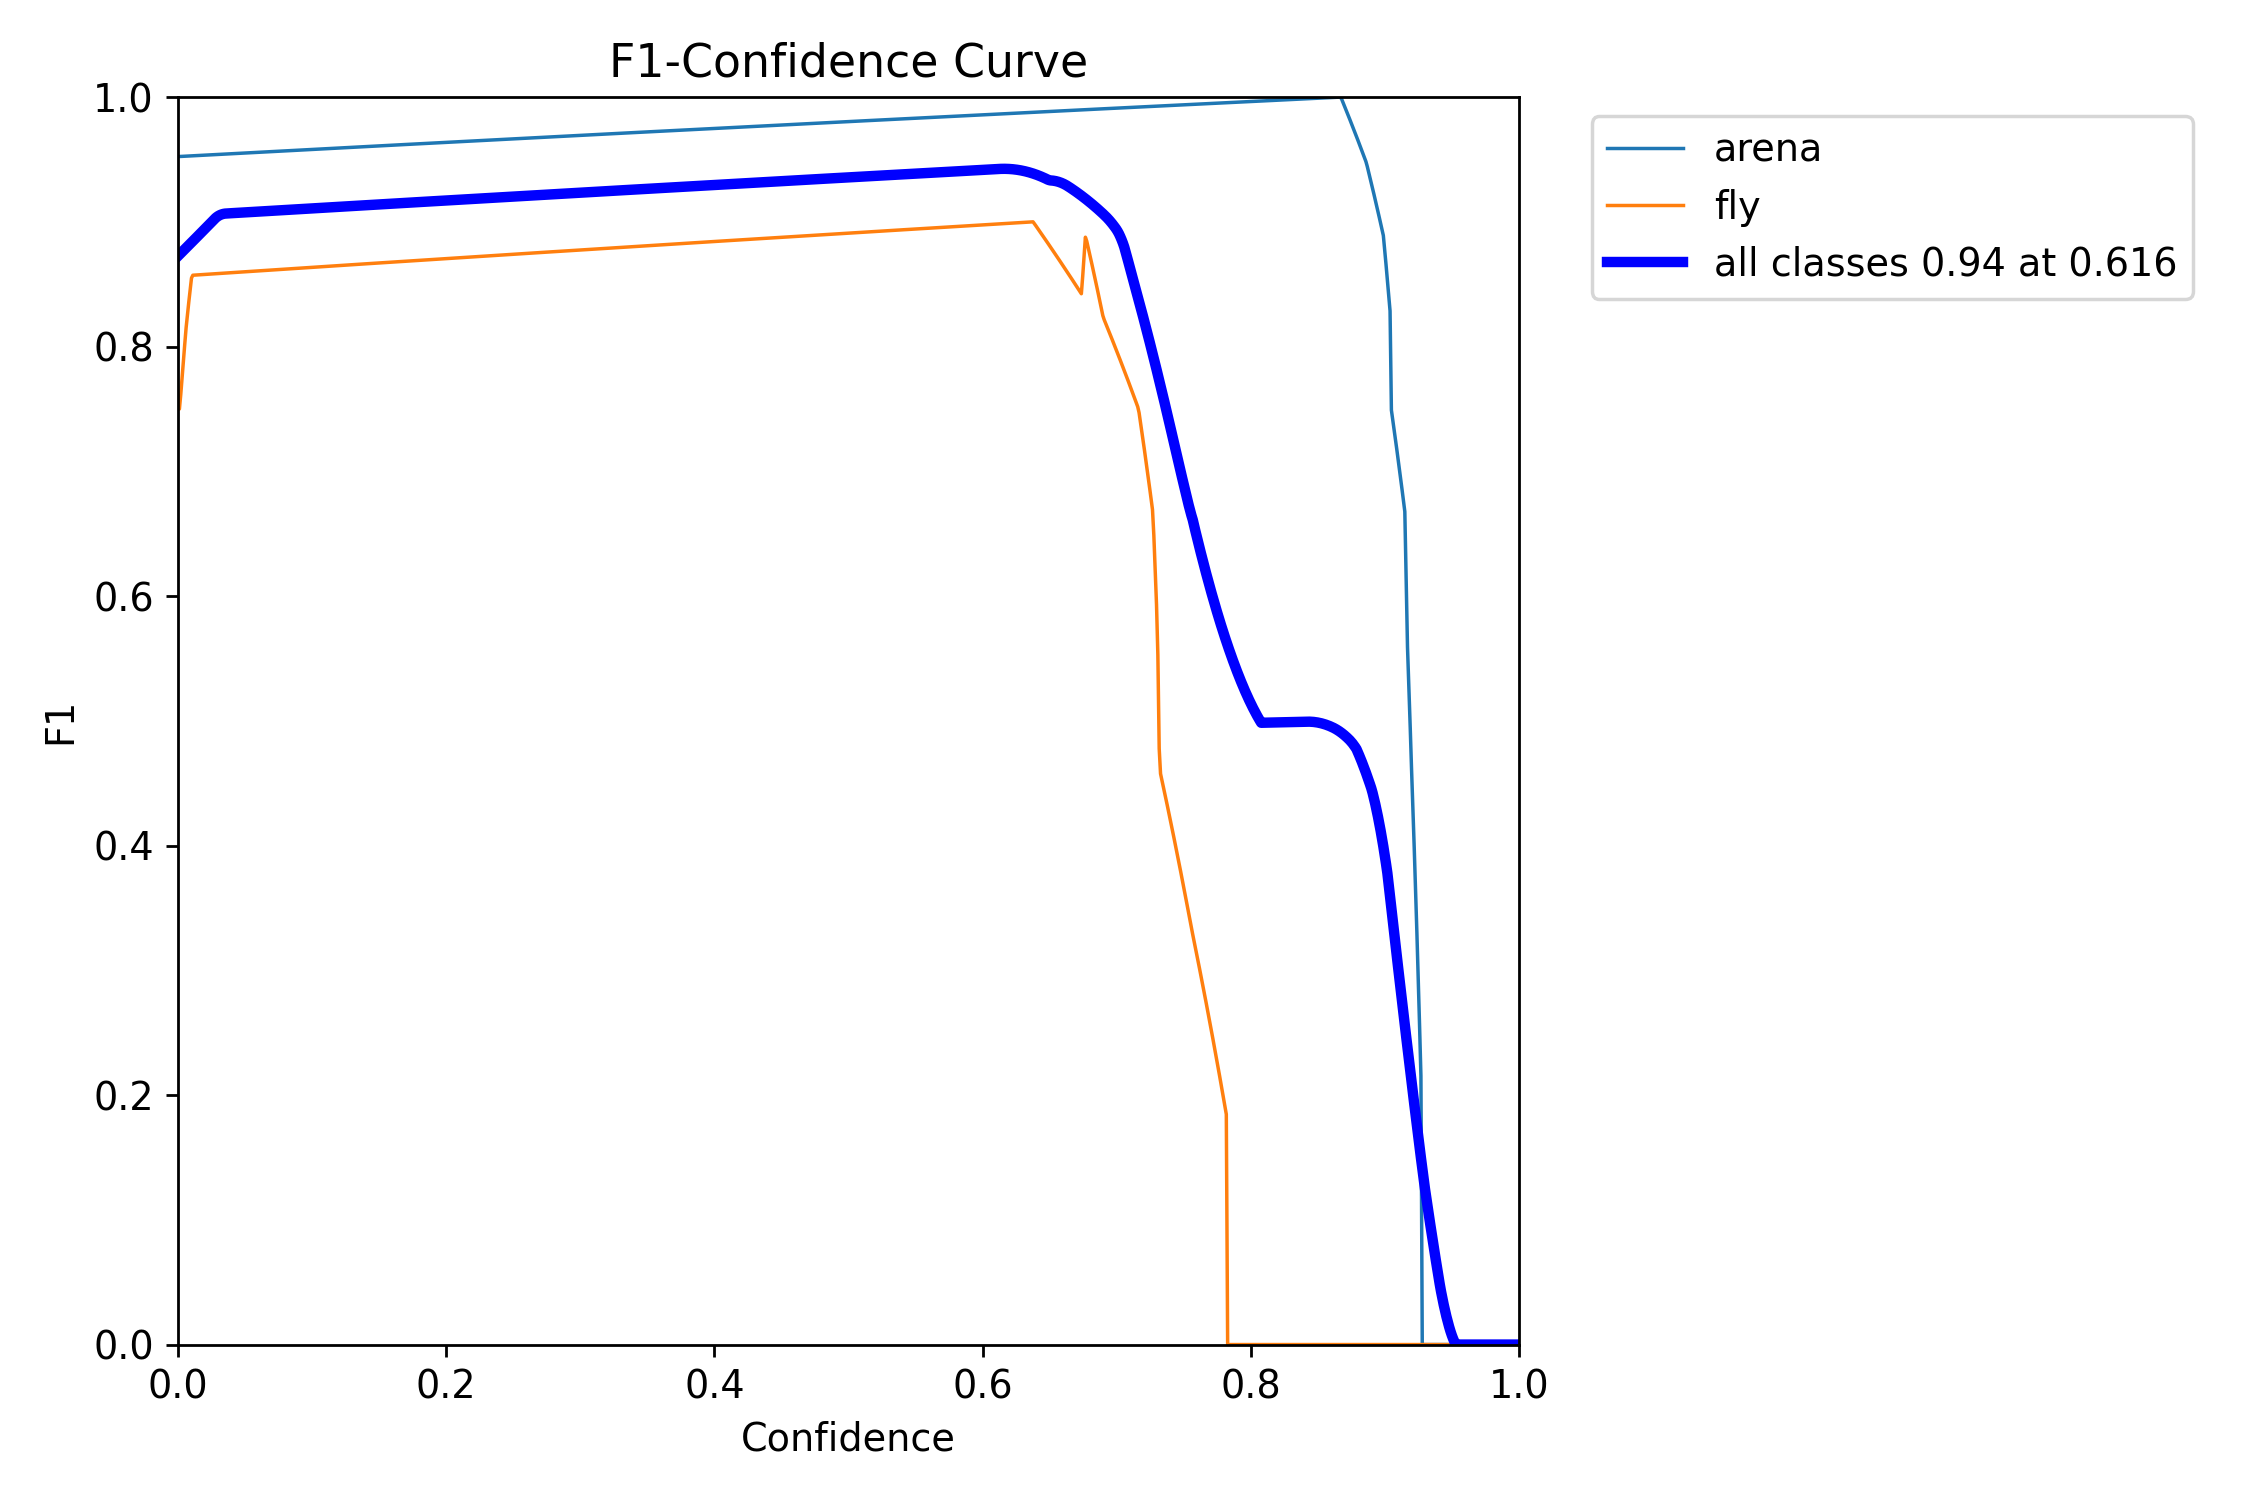 F1-Confidence Curve
1.0
0.8
0.6
0.4
0.2
0.0
F1
0.0 0.2 0.4 0.6 0.8 1.0
Confidence
arena
fly
all classes 0.94 at 0.616